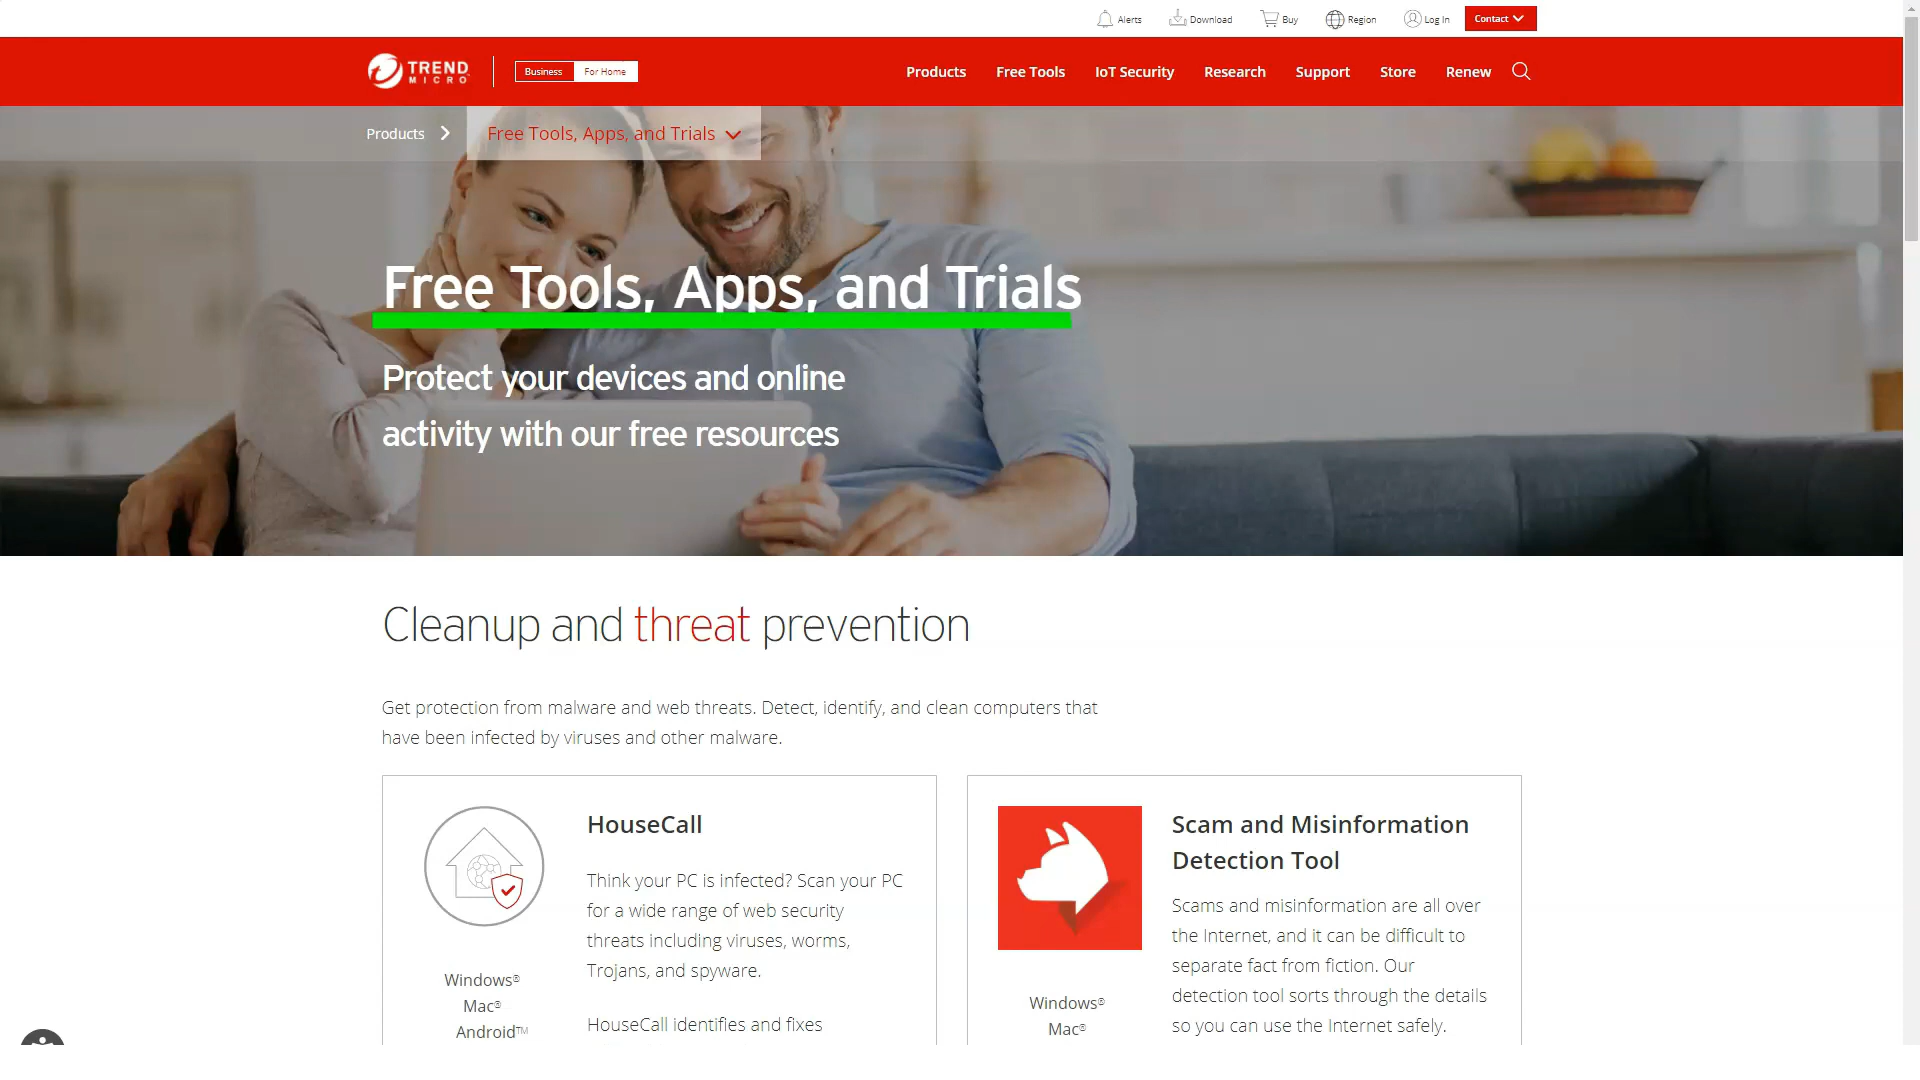 Alerts Download Buy Region Log In Contact
TREND
MICRO
Business For Home
Products Free Tools IoT Security Research Support Store Renew
Products Free Tools, Apps, and Trials
Free Tools, Apps, and Trials
Protect your devices and online
activity with our free resources
Cleanup and threat prevention
Get protection from malware and web threats. Detect, identify, and clean computers that
have been infected by viruses and other malware.
HouseCall
Think your PC is infected? Scan your PC
for a wide range of web security
threats including viruses, worms,
Trojans, and spyware.
HouseCall identifies and fixes
Windows®
Mac®
Android™
Scam and Misinformation
Detection Tool
Scams and misinformation are all over
the Internet, and it can be difficult to
separate fact from fiction. Our
detection tool sorts through the details
so you can use the Internet safely.
Windows®
Mac®